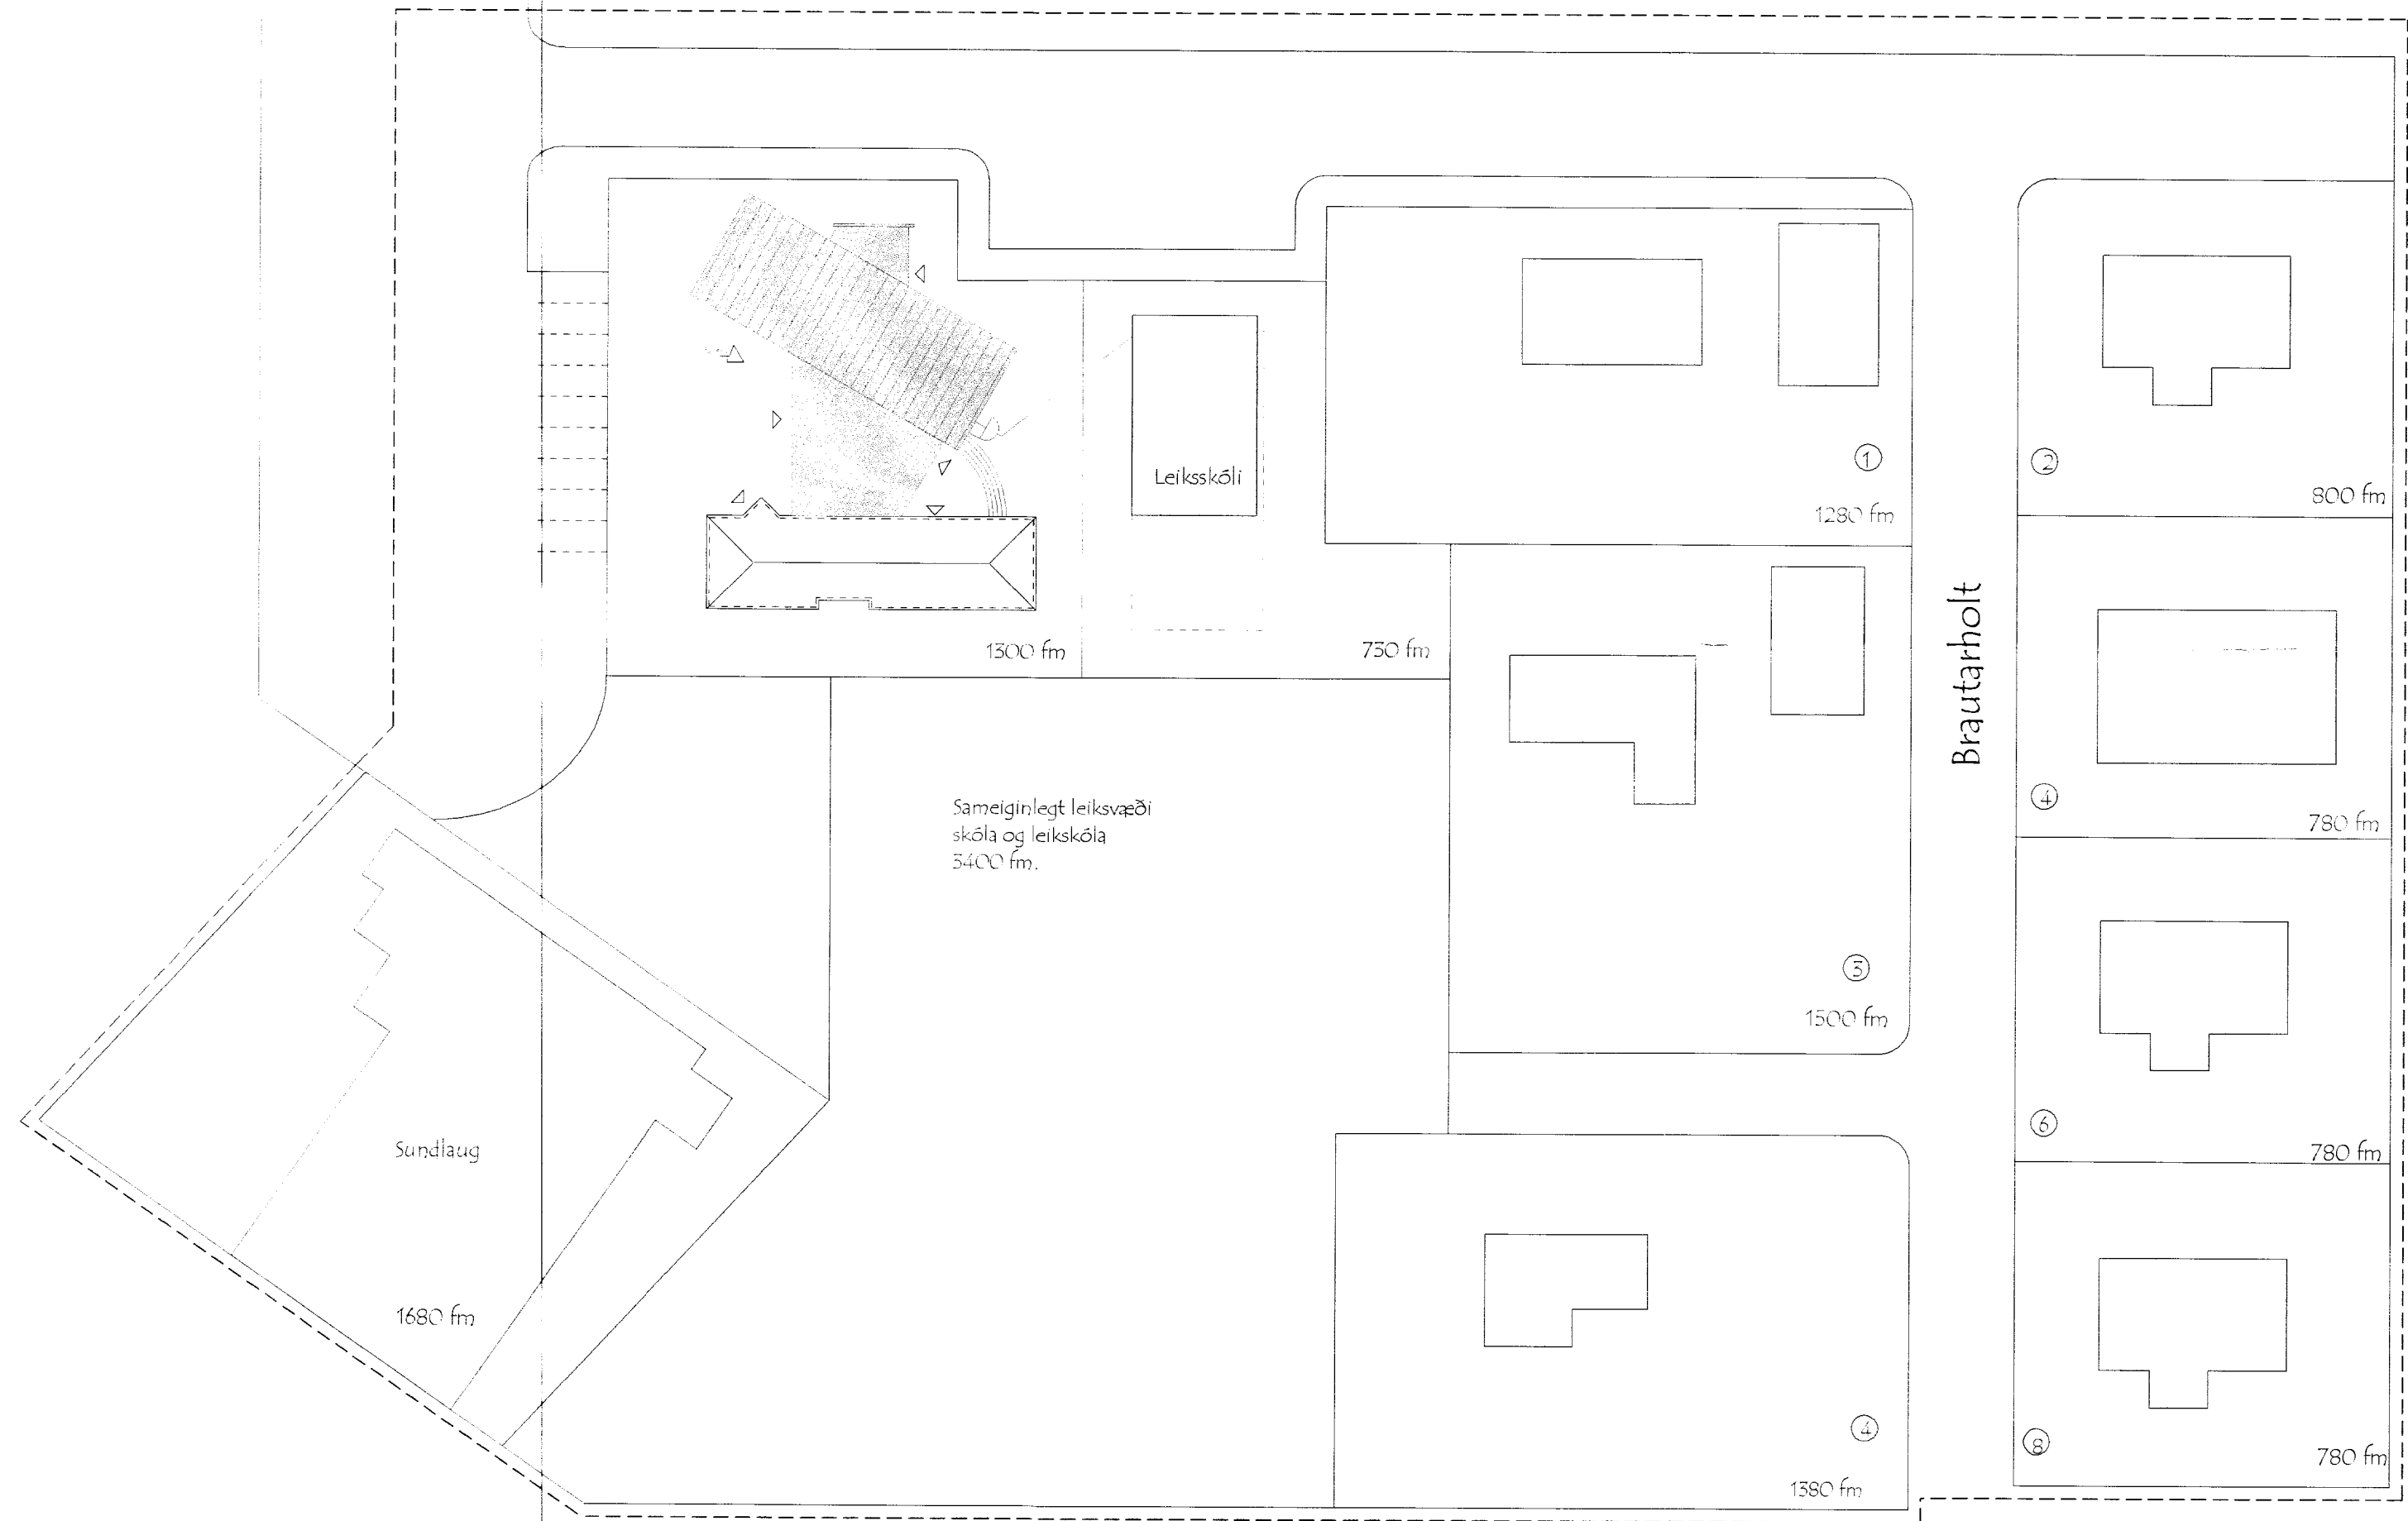 Leiksskóli
1
1280 fm
2
800 fm
1300 fm
730 fm
Brautarholt
4
780 fm
Sameiginlegt leiksvæði
skóla og leikskóla
3400 fm.
3
1500 fm
6
780 fm
Sundlaug
1680 fm
4
1380 fm
8
780 fm